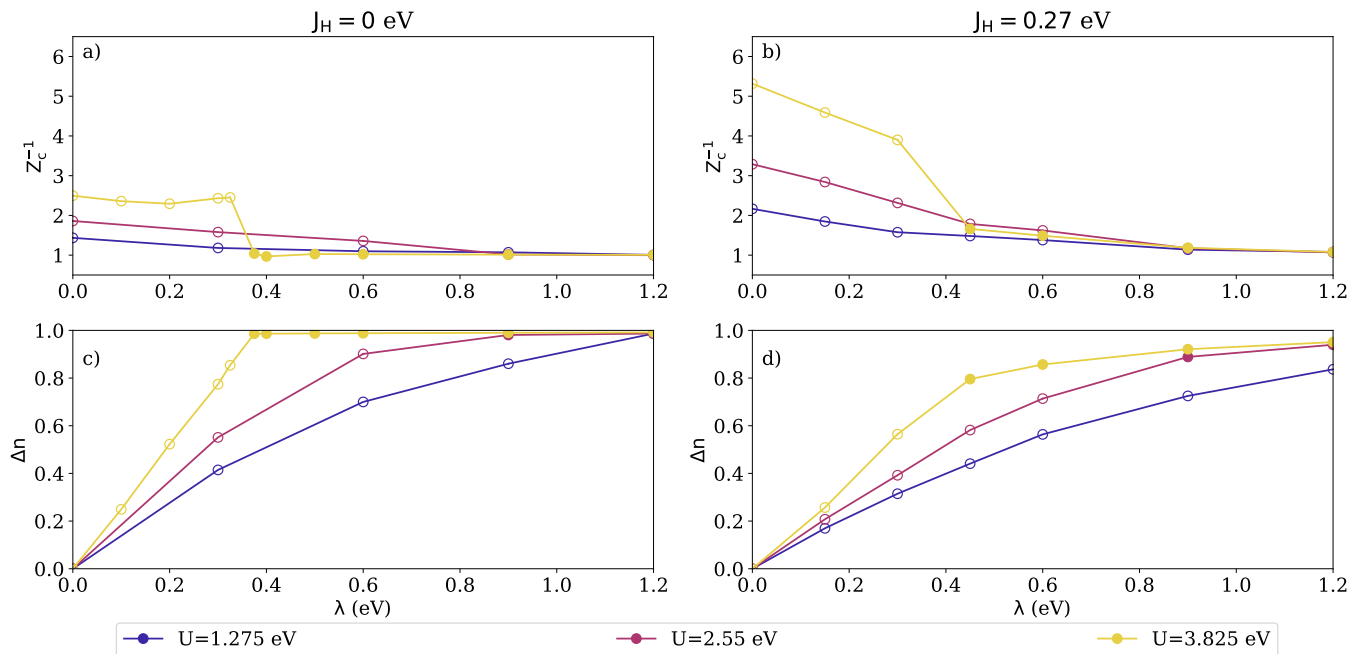 J_H = 0 eV
J_H = 0.27 eV
a)
b)
6
5
4
3
2
1
Z_c^{-1}
0.0 0.2 0.4 0.6 0.8 1.0 1.2
6
5
4
3
2
1
Z_c^{-1}
0.0 0.2 0.4 0.6 0.8 1.0 1.2
c)
d)
1.0
0.8
0.6
0.4
0.2
0.0
Δn
0.0 0.2 0.4 0.6 0.8 1.0 1.2
λ (eV)
1.0
0.8
0.6
0.4
0.2
0.0
Δn
0.0 0.2 0.4 0.6 0.8 1.0 1.2
λ (eV)
U=1.275 eV U=2.55 eV U=3.825 eV